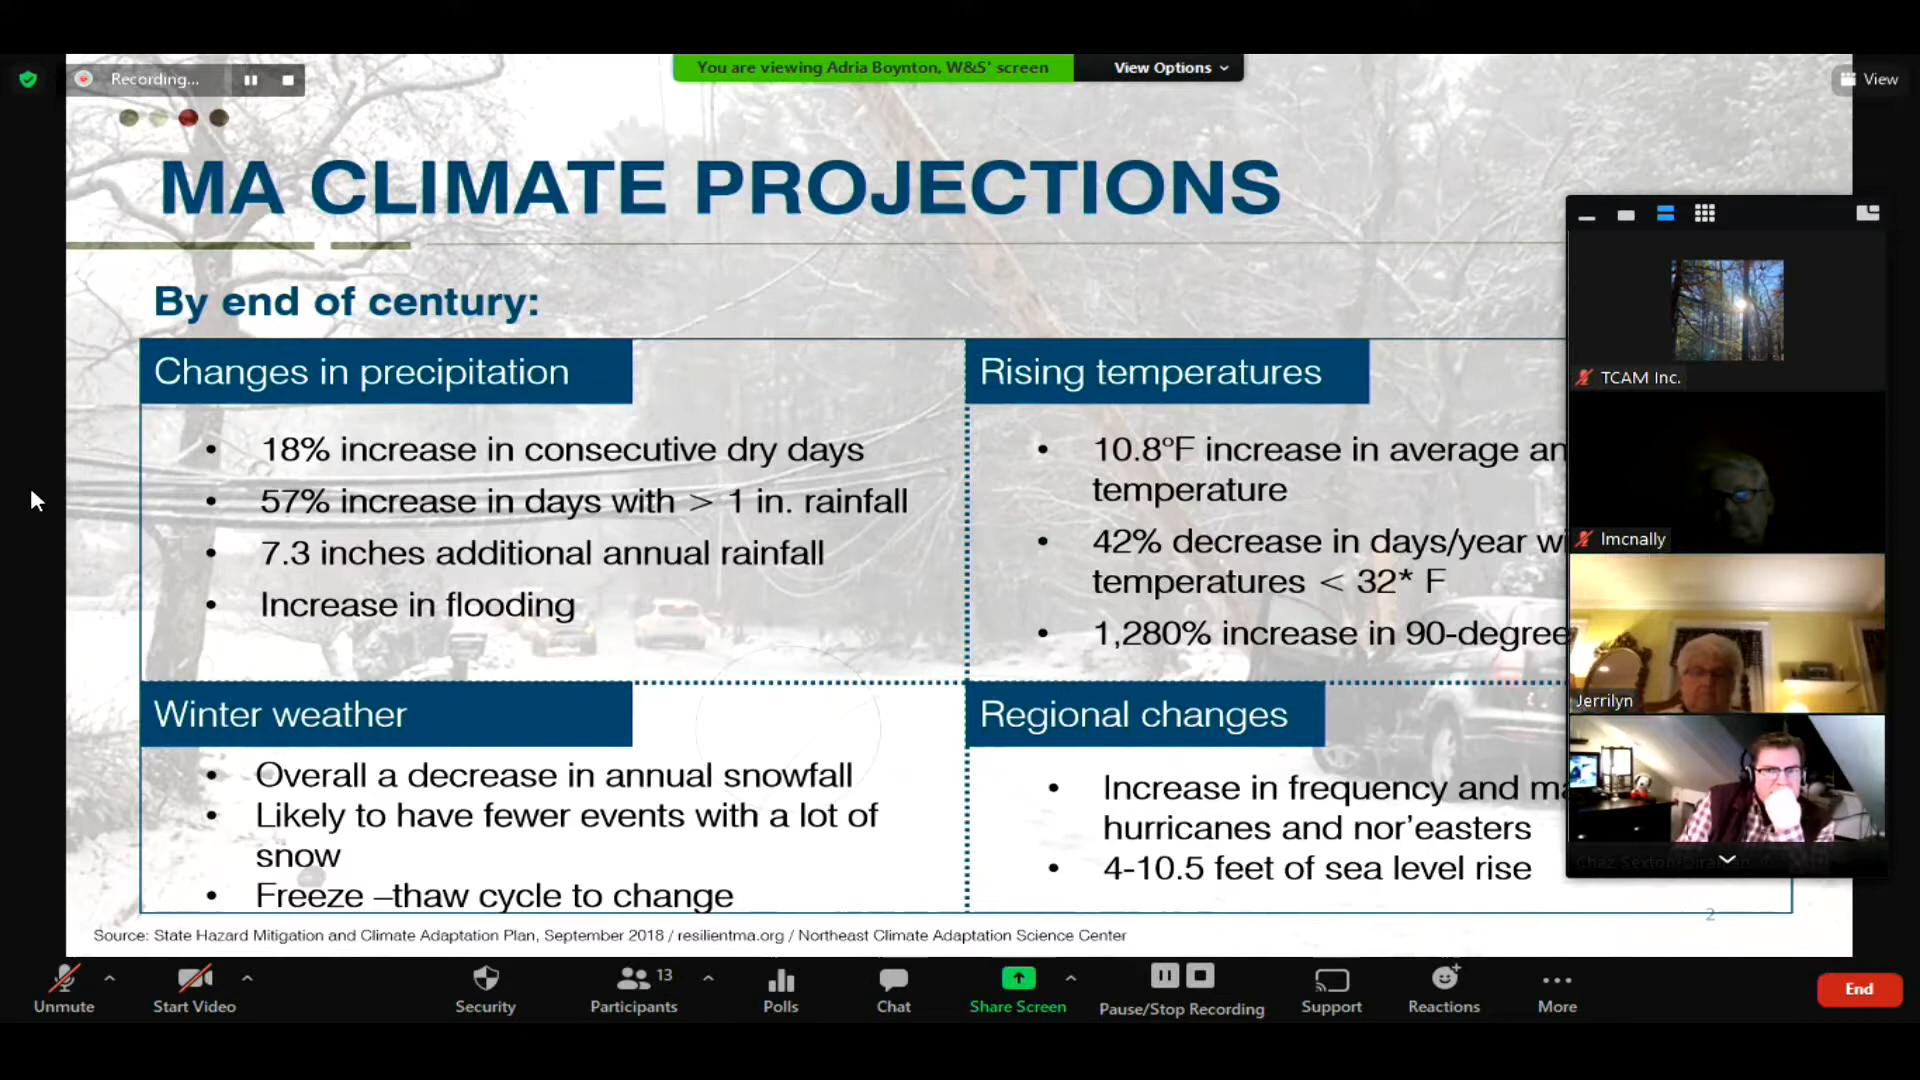 Recording...
You are viewing Adria Boynton, W&S' screen
View Options
View
MA CLIMATE PROJECTIONS
By end of century:
Changes in precipitation
18% increase in consecutive dry days
57% increase in days with > 1 in. rainfall
7.3 inches additional annual rainfall
Increase in flooding
Rising temperatures
10.8°F increase in average an
temperature
42% decrease in days/year wi
temperatures < 32* F
1,280% increase in 90-degree
Winter weather
Overall a decrease in annual snowfall
Likely to have fewer events with a lot of
snow
Freeze –thaw cycle to change
Regional changes
Increase in frequency and ma
hurricanes and nor'easters
4-10.5 feet of sea level rise
2
Source: State Hazard Mitigation and Climate Adaptation Plan, September 2018 / resilientma.org / Northeast Climate Adaptation Science Center
TCAM Inc.
lmcnally
Jerrilyn
Unmute
Start Video
Security
Participants
13
Polls
Chat
Share Screen
Pause/Stop Recording
Support
Reactions
More
End